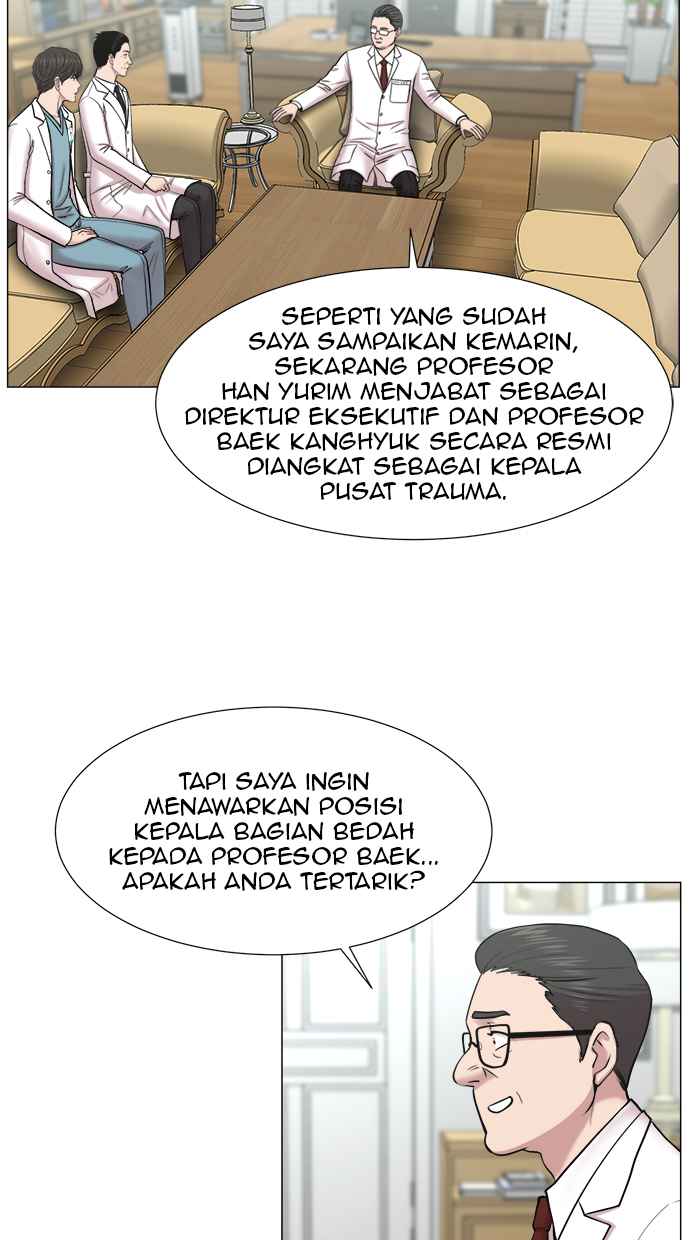 SEPERTI YANG SUDAH
SAYA SAMPAIKAN KEMARIN,
SEKARANG PROFESOR
HAN YURIM MENJABAT SEBAGAI
DIREKTUR EKSEKUTIF DAN PROFESOR
BAEK KANGHYUK SECARA RESMI
DIANGKAT SEBAGAI KEPALA
PUSAT TRAUMA.
TAPI SAYA INGIN
MENAWARKAN POSISI
KEPALA BAGIAN BEDAH
KEPADA PROFESOR BAEK...
APAKAH ANDA TERTARIK?